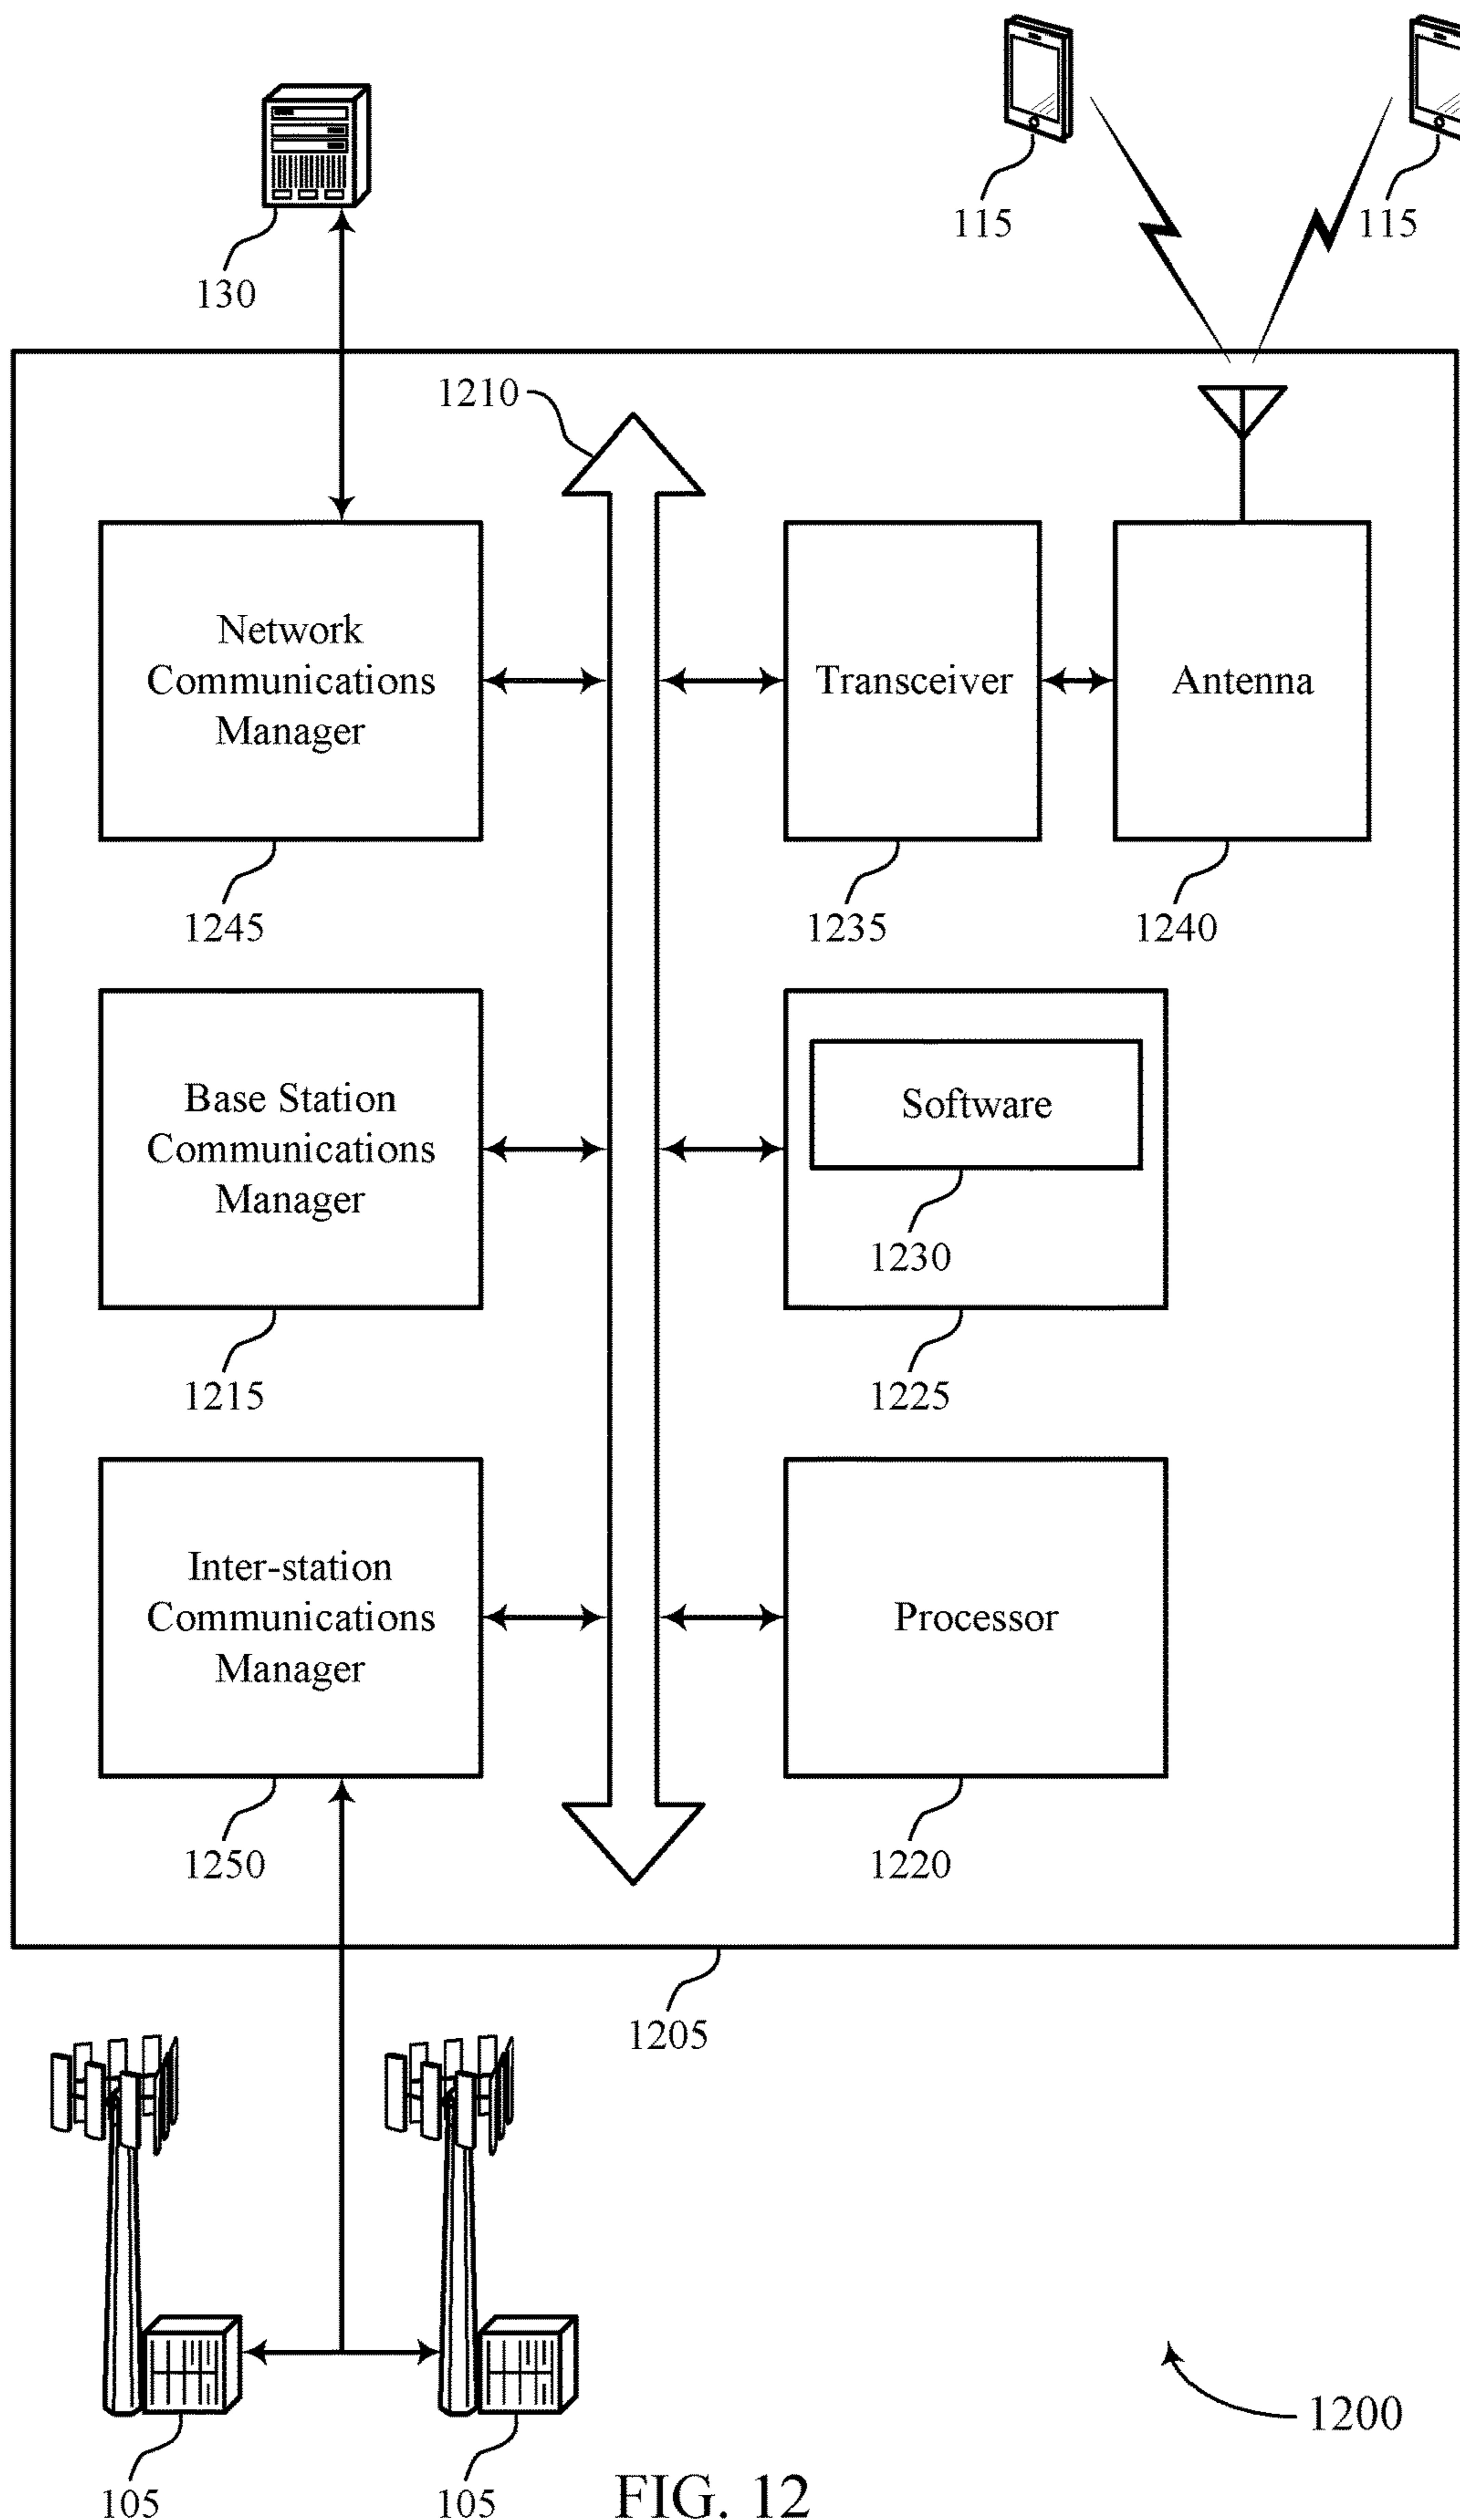 115
115
130
1210
Network
Communications
Manager
Transceiver
Antenna
1245
1235
1240
Base Station
Communications
Manager
Software
1230
1215
1225
Inter-station
Communications
Manager
Processor
1250
1220
1205
1200
105
105
FIG. 12